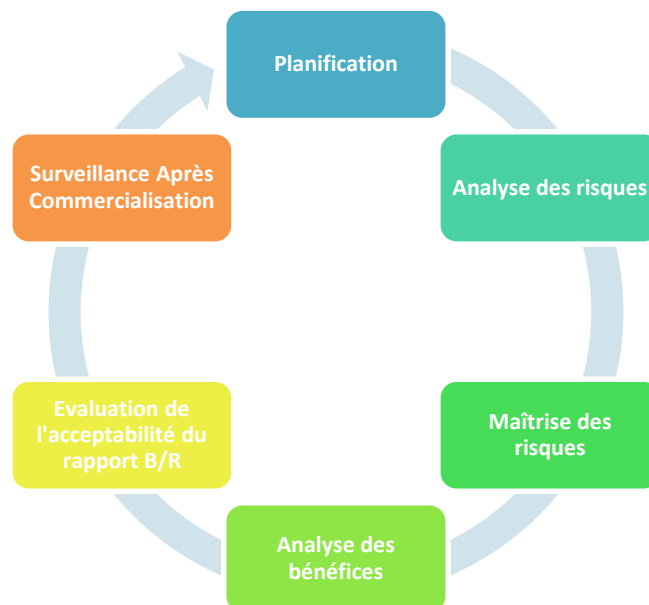 Planification
Analyse des risques
Maîtrise des
risques
Analyse des
bénéfices
Evaluation de
l'acceptabilité du
rapport B/R
Surveillance Après
Commercialisation